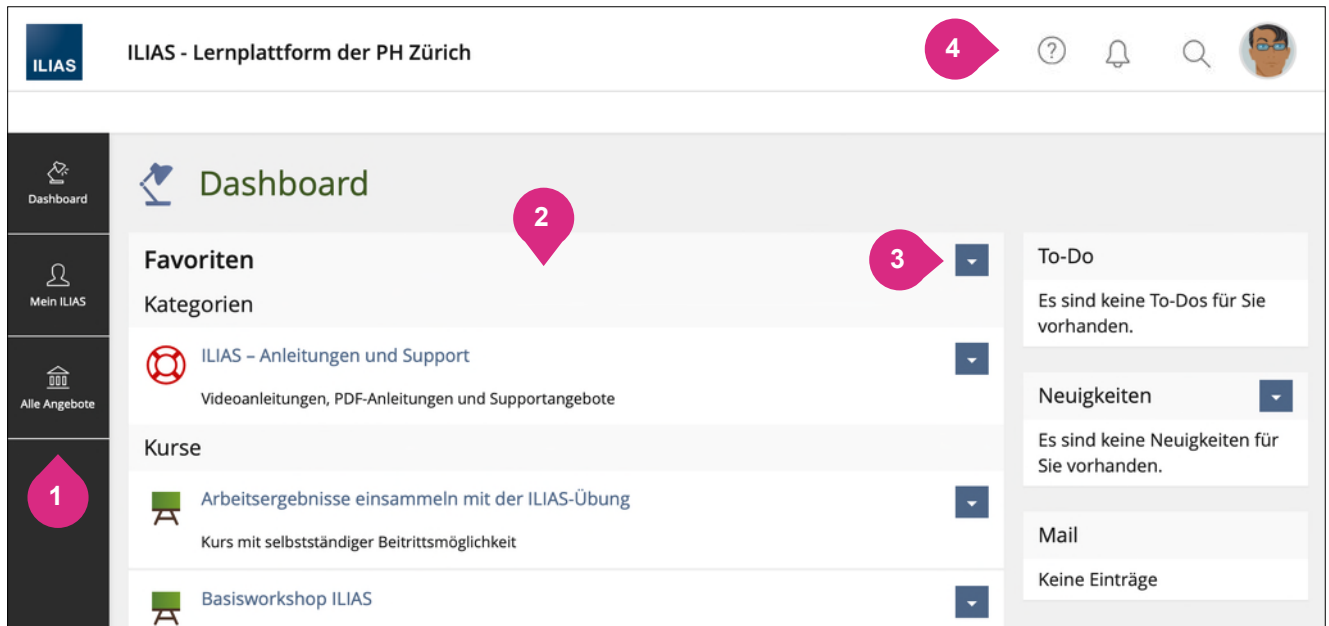 ILIAS
ILIAS - Lernplattform der PH Zürich
4
?
Dashboard
Mein ILIAS
Alle Angebote
1
Dashboard
2
Favoriten
3
Kategorien
ILIAS – Anleitungen und Support
Videoanleitungen, PDF-Anleitungen und Supportangebote
Kurse
Arbeitsergebnisse einsammeln mit der ILIAS-Übung
Kurs mit selbstständiger Beitrittsmöglichkeit
Basisworkshop ILIAS
To-Do
Es sind keine To-Dos für Sie
vorhanden.
Neuigkeiten
Es sind keine Neuigkeiten für
Sie vorhanden.
Mail
Keine Einträge